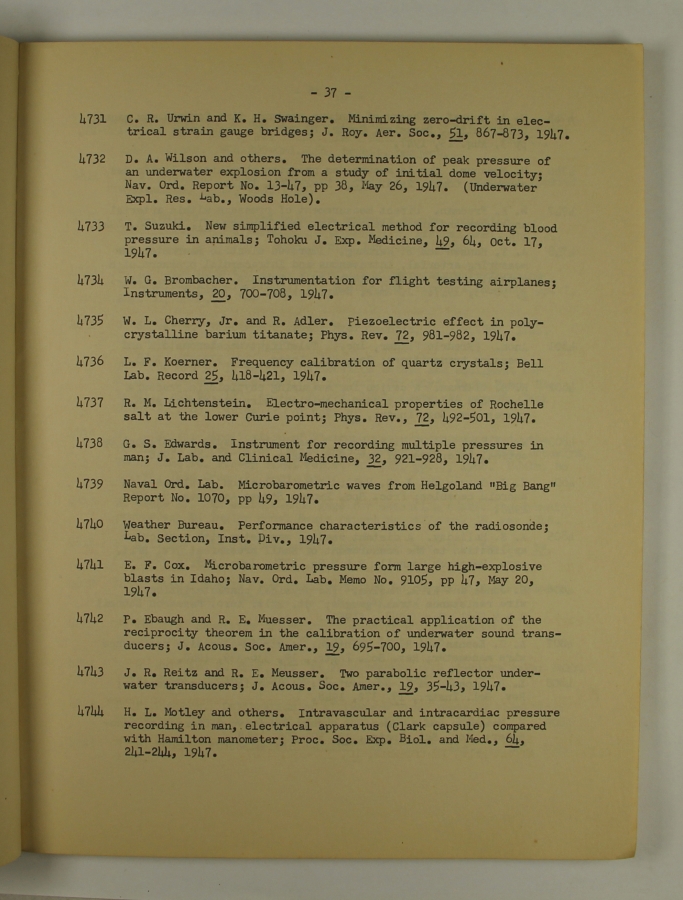 - 37 -
4731 C. R. Urwin and K. H. Swainger. Minimizing zero-drift in elec-
trical strain gauge bridges; J. Roy. Aer. Soc., 51, 867-873, 1947.
4732 D. A. Wilson and others. The determination of peak pressure of
an underwater explosion from a study of initial dome velocity;
Nav. Ord. Report No. 13-47, pp 38, May 26, 1947. (Underwater
Expl. Res. Lab., Woods Hole).
4733 T. Suzuki. New simplified electrical method for recording blood
pressure in animals; Tohoku J. Exp. Medicine, 49, 64, Oct. 17,
1947.
4734 W. G. Brombacher. Instrumentation for flight testing airplanes;
Instruments, 20, 700-708, 1947.
4735 W. L. Cherry, Jr. and R. Adler. Piezoelectric effect in poly-
crystalline barium titanate; Phys. Rev. 72, 981-982, 1947.
4736 L. F. Koerner. Frequency calibration of quartz crystals; Bell
Lab. Record 25, 418-421, 1947.
4737 R. M. Lichtenstein. Electro-mechanical properties of Rochelle
salt at the lower Curie point; Phys. Rev., 72, 492-501, 1947.
4738 G. S. Edwards. Instrument for recording multiple pressures in
man; J. Lab. and Clinical Medicine, 32, 921-928, 1947.
4739 Naval Ord. Lab. Microbarometric waves from Helgoland "Big Bang"
Report No. 1070, pp 49, 1947.
4740 Weather Bureau. Performance characteristics of the radiosonde;
Lab. Section, Inst. Div., 1947.
4741 E. F. Cox. Microbarometric pressure form large high-explosive
blasts in Idaho; Nav. Ord. Lab. Memo No. 9105, pp 47, May 20,
1947.
4742 P. Ebaugh and R. E. Muesser. The practical application of the
reciprocity theorem in the calibration of underwater sound trans-
ducers; J. Acous. Soc. Amer., 19, 695-700, 1947.
4743 J. R. Reitz and R. E. Meusser. Two parabolic reflector under-
water transducers; J. Acous. Soc. Amer., 19, 35-43, 1947.
4744 H. L. Motley and others. Intravascular and intracardiac pressure
recording in man, electrical apparatus (Clark capsule) compared
with Hamilton manometer; Proc. Soc. Exp. Biol. and Med., 64,
241-244, 1947.